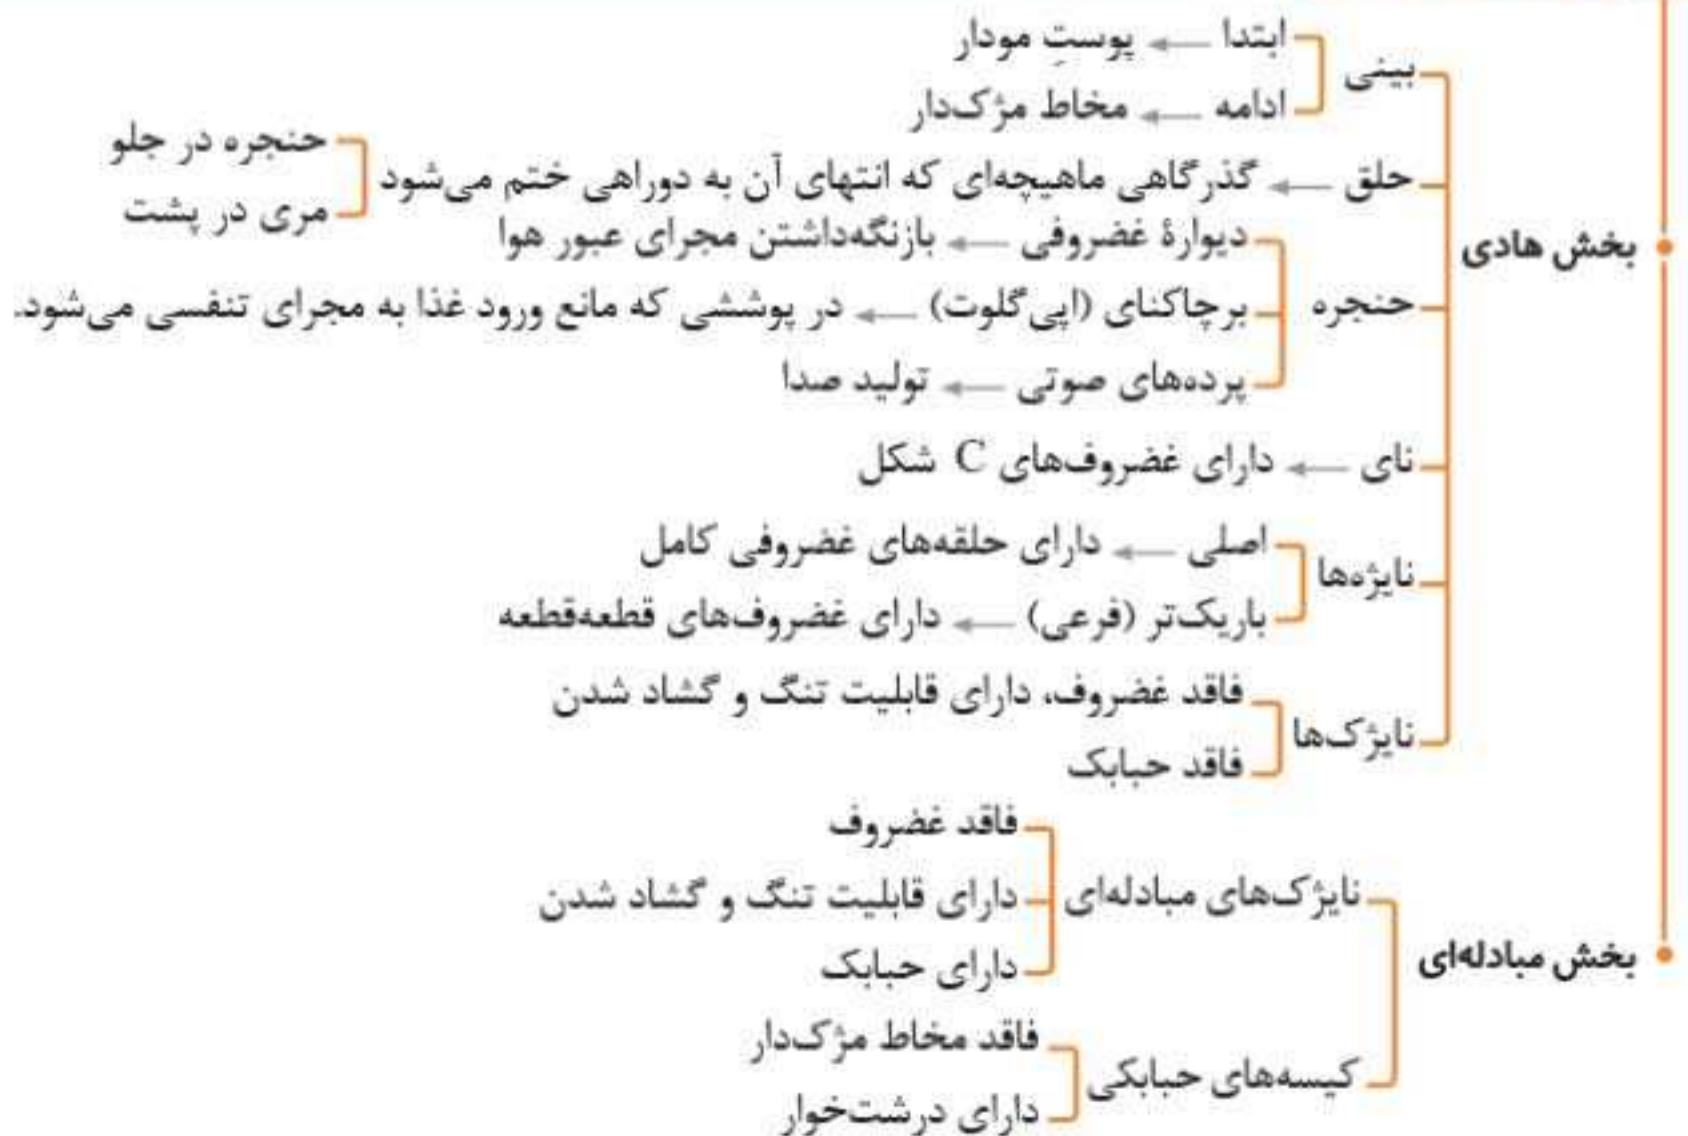 بخش هادی
بینی
ابتدا ← پوستِ مودار
ادامه ← مخاط مژک‌دار
حلق ← گذرگاهی ماهیچه‌ای که انتهای آن به دوراهی ختم می‌شود
حنجره در جلو
مری در پشت
حنجره
دیوارهٔ غضروفی ← بازنگه‌داشتن مجرای عبور هوا
برچاکنای (اپی‌گلوت) ← در پوششی که مانع ورود غذا به مجرای تنفسی می‌شود.
پرده‌های صوتی ← تولید صدا
نای ← دارای غضروف‌های C شکل
نایژه‌ها
اصلی ← دارای حلقه‌های غضروفی کامل
باریک‌تر (فرعی) ← دارای غضروف‌های قطعه‌قطعه
نایژک‌ها
فاقد غضروف، دارای قابلیت تنگ و گشاد شدن
فاقد حبابک
بخش مبادله‌ای
نایژک‌های مبادله‌ای
فاقد غضروف
دارای قابلیت تنگ و گشاد شدن
دارای حبابک
کیسه‌های حبابکی
فاقد مخاط مژک‌دار
دارای درشت‌خوار